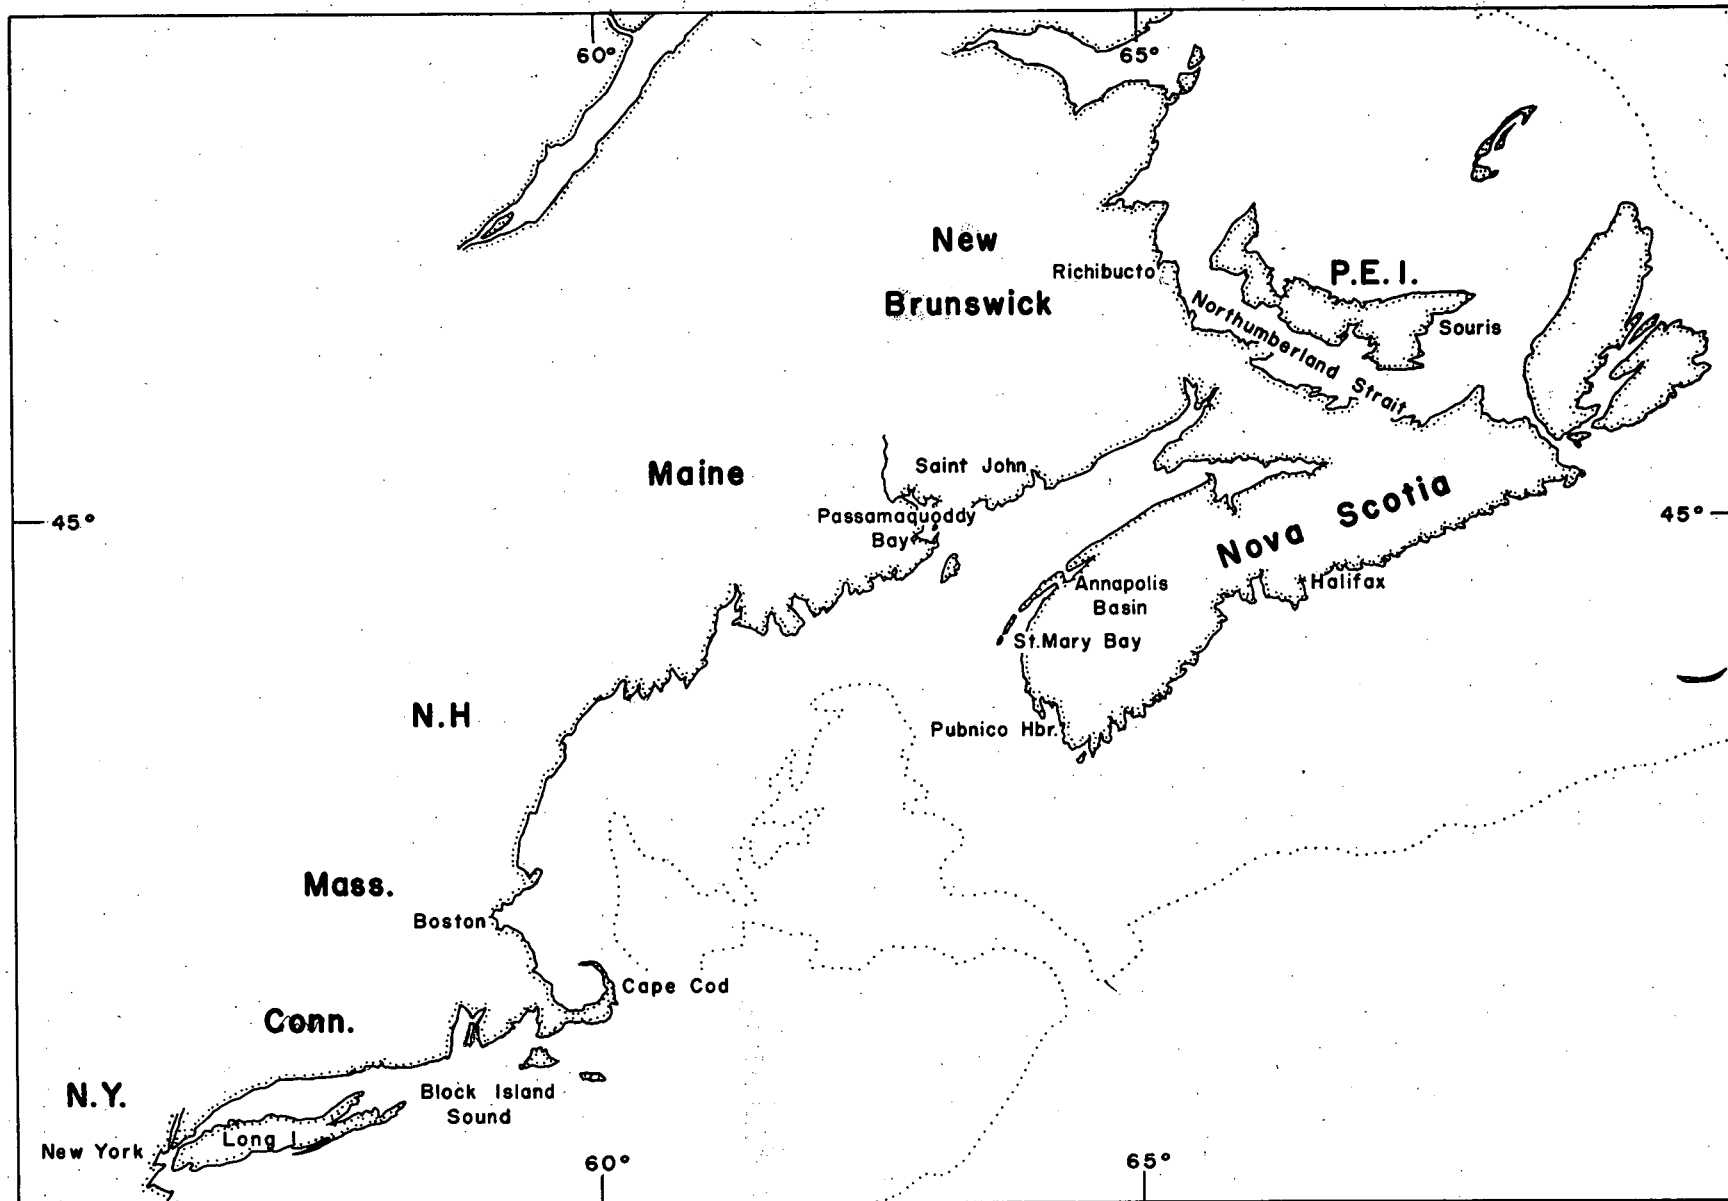 60°
65°
New
Brunswick
Richibucto
P.E.I.
Northumberland Strait
Souris
Maine
Saint John
45°
Passamaquoddy
Bay
Nova Scotia
45°
Annapolis
Basin
Halifax
St.Mary Bay
N.H
Pubnico Hbr.
Mass.
Boston
Cape Cod
Conn.
N.Y.
Block Island
Sound
Long I.
New York
60°
65°